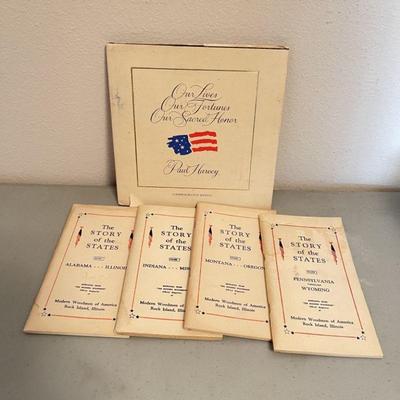 Our Lives
Our Fortunes
Our Sacred Honor
Paul Harvey
The
STORY
of the
STATES
ALABAMA . . . ILLINOIS
Modern Woodmen of America
Rock Island, Illinois
The
STORY
of the
STATES
INDIANA
Modern Woodmen of America
Rock Island, Illinois
The
STORY
of the
STATES
MONTANA . . . OREGON
Modern Woodmen of America
Rock Island, Illinois
The
STORY
of the
STATES
PENNSYLVANIA
WYOMING
Modern Woodmen of America
Rock Island, Illinois